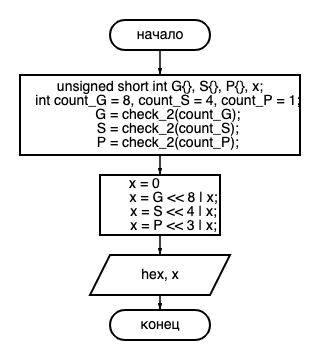 начало
unsigned short int G{}, S{}, P{}, x;
int count_G = 8, count_S = 4, count_P = 1;
G = check_2(count_G);
S = check_2(count_S);
P = check_2(count_P);
x = 0
x = G << 8 | x;
x = S << 4 | x;
x = P << 3 | x;
hex, x
конец